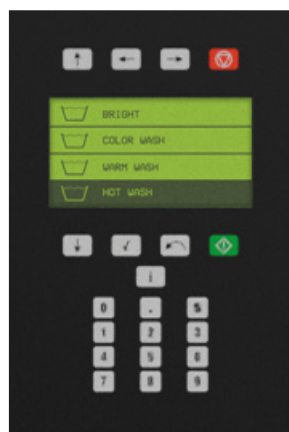 BRIGHT
COLOR WASH
WARM WASH
HOT WASH
i
0 . %
1 2 3
4 5 6
7 8 9